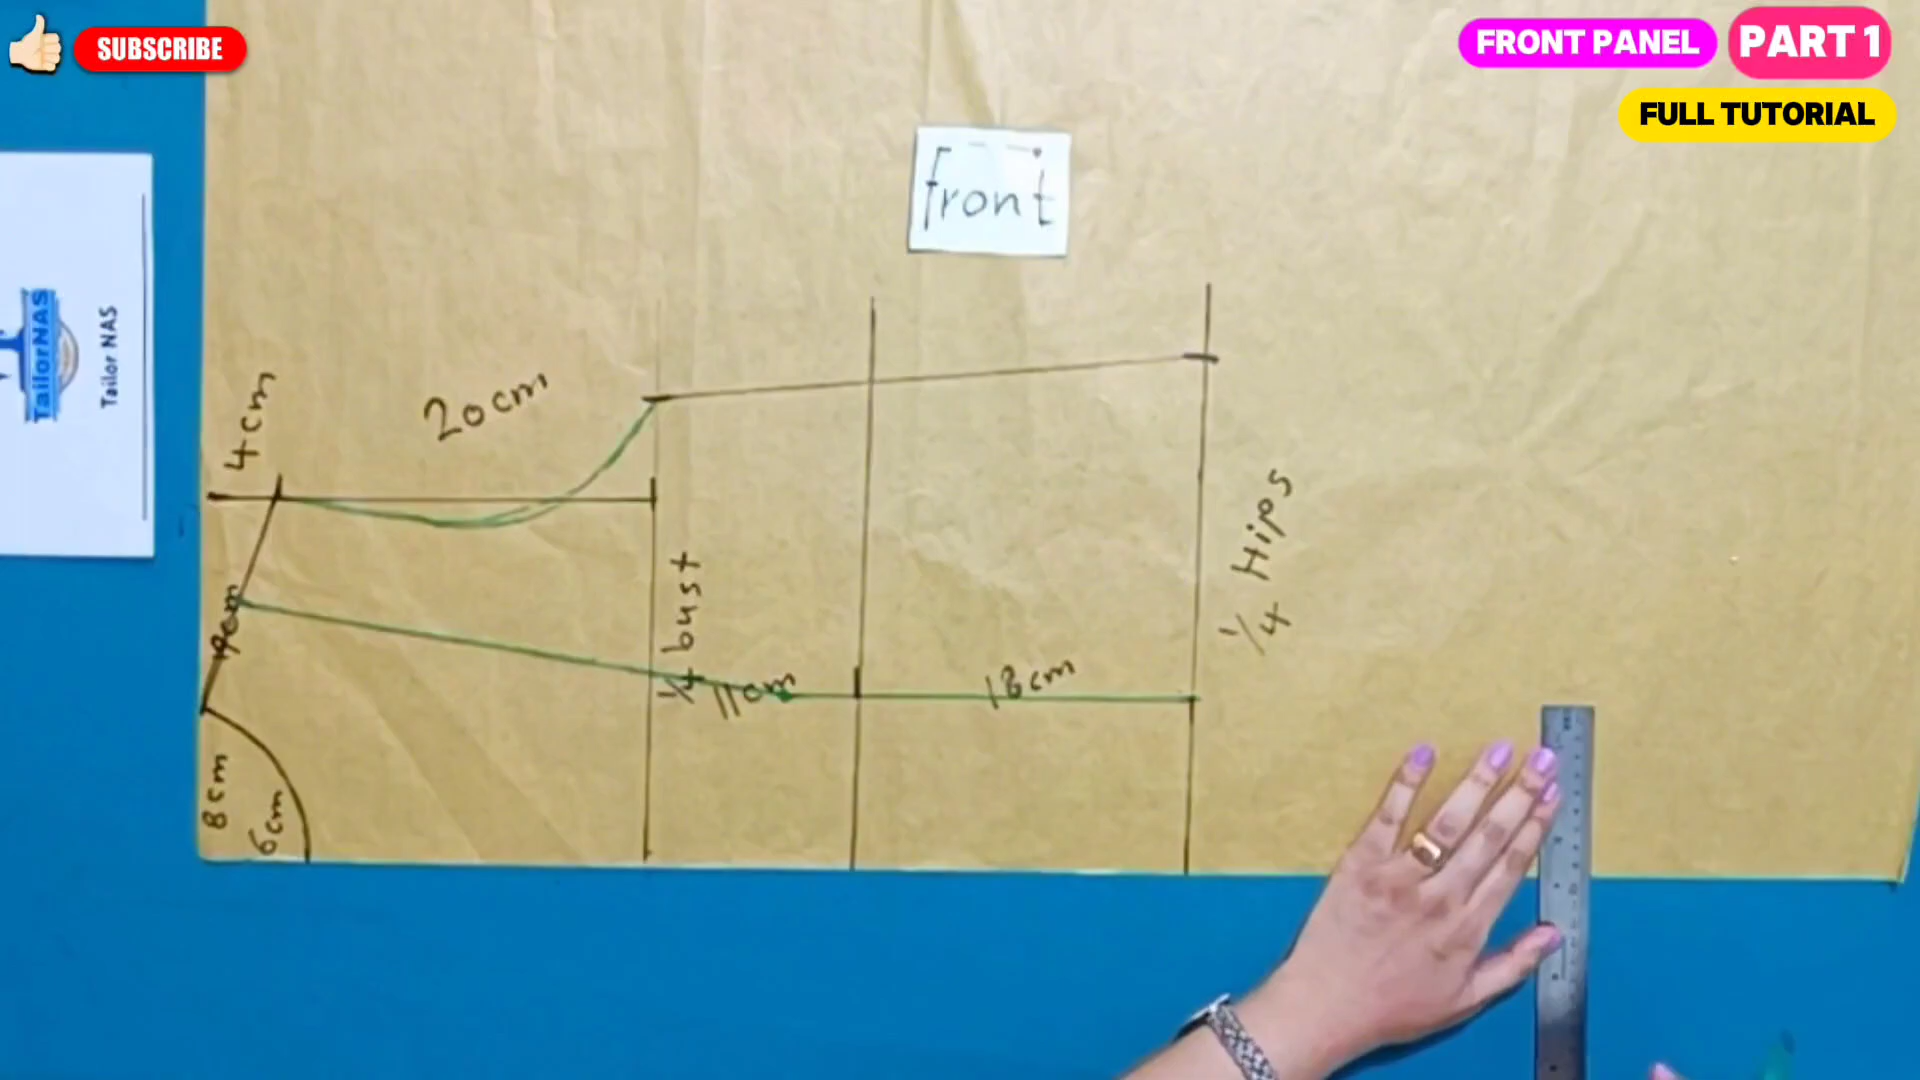 SUBSCRIBE
FRONT PANEL
PART 1
FULL TUTORIAL
front
TailorNAS
Tailor NAS
4cm
20cm
1/4 bust
11cm
18cm
1/4 Hips
8cm
6cm